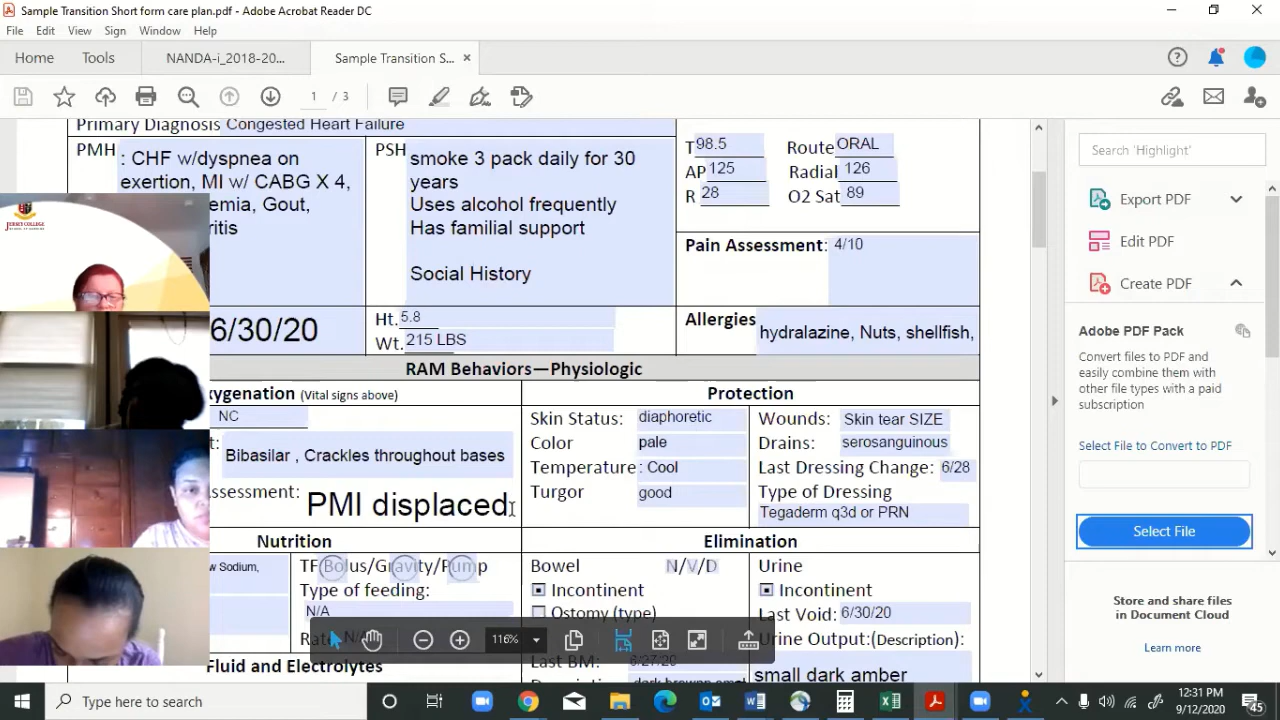 Sample Transition Short form care plan.pdf - Adobe Acrobat Reader DC
File Edit View Sign Window Help
Home Tools NANDA-i_2018-20... Sample Transition S... ×
1 / 3
Primary Diagnosis Congested Heart Failure
PMH : CHF w/dyspnea on
exertion, MI w/ CABG X 4,
emia, Gout,
ritis
PSH smoke 3 pack daily for 30
years
Uses alcohol frequently
Has familial support
Social History
T 98.5 Route ORAL
AP 125 Radial 126
R 28 O2 Sat 89
Pain Assessment: 4/10
6/30/20
Ht. 5.8
Wt. 215 LBS
Allergies hydralazine, Nuts, shellfish,
RAM Behaviors—Physiologic
xygenation (Vital signs above)
NC
t: Bibasilar , Crackles throughout bases
ssessment: PMI displaced
Protection
Skin Status: diaphoretic
Color pale
Temperature : Cool
Turgor good
Wounds: Skin tear SIZE
Drains: serosanguinous
Last Dressing Change: 6/28
Type of Dressing
Tegaderm q3d or PRN
Nutrition
w Sodium,
TF Bolus/Gravity/Pump
Type of feeding:
N/A
Elimination
Bowel N/V/D
Incontinent
Ostomy (type)
Last BM: 6/27/20
Urine
Incontinent
Last Void: 6/30/20
Urine Output:(Description):
small dark amber
Fluid and Electrolytes
116%
JERSEY COLLEGE
Search 'Highlight'
Export PDF
Edit PDF
Create PDF
Adobe PDF Pack
Convert files to PDF and
easily combine them with
other file types with a paid
subscription
Select File to Convert to PDF
Select File
Store and share files
in Document Cloud
Learn more
Type here to search
12:31 PM
9/12/2020
45